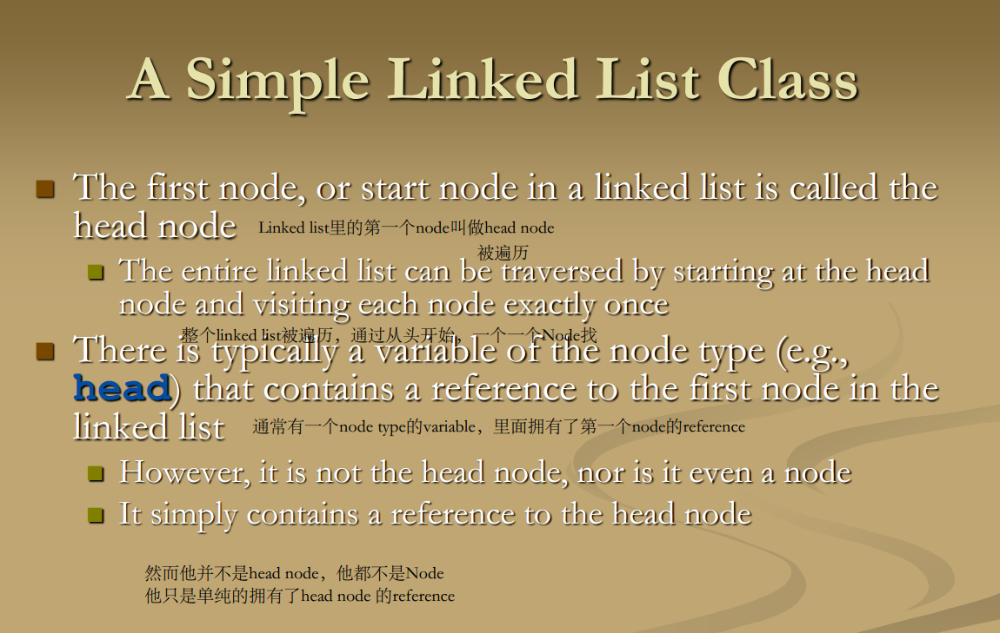 A Simple Linked List Class
The first node, or start node in a linked list is called the
head node
Linked list里的第一个node叫做head node
被遍历
The entire linked list can be traversed by starting at the head
node and visiting each node exactly once
整个linked list被遍历，通过从头开始，一个一个Node找
There is typically a variable of the node type (e.g.,
head) that contains a reference to the first node in the
linked list
通常有一个node type的variable，里面拥有了第一个node的reference
However, it is not the head node, nor is it even a node
It simply contains a reference to the head node
然而他并不是head node，他都不是Node
他只是单纯的拥有了head node 的reference